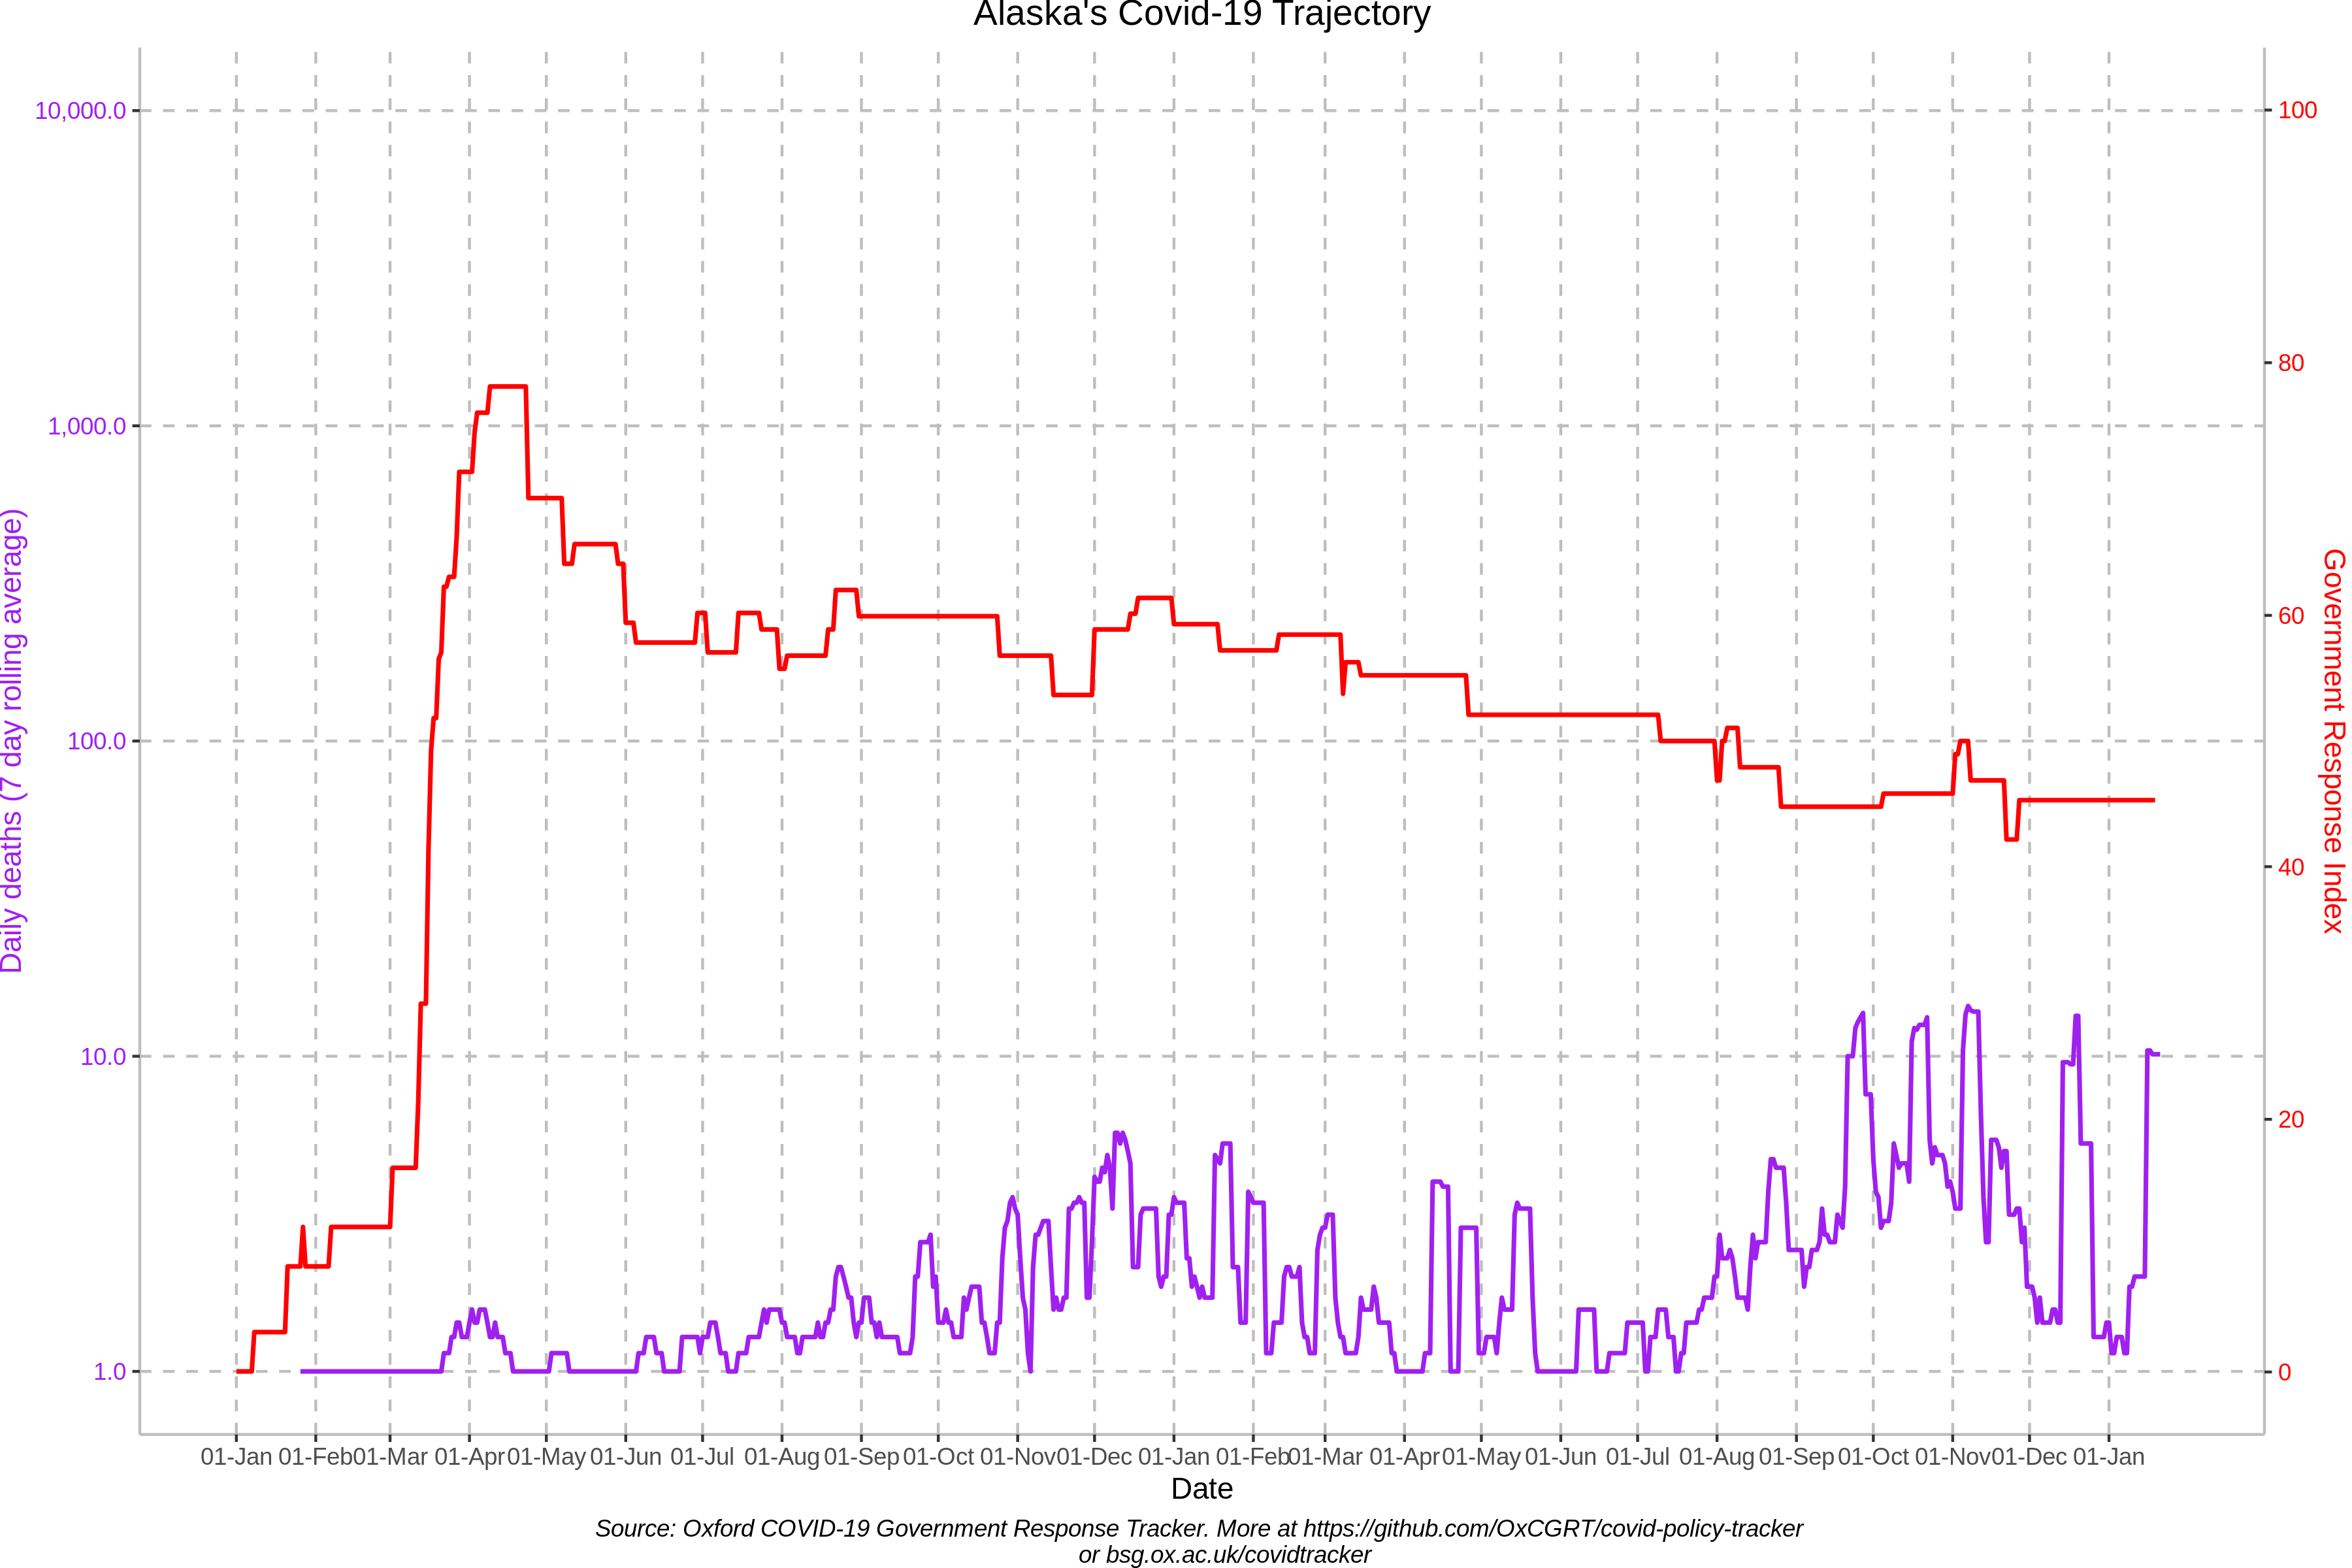 Alaska's Covid-19 Trajectory
10,000.0
1,000.0
100.0
10.0
1.0
Daily deaths (7 day rolling average)
100
80
60
40
20
0
Government Response Index
01-Jan 01-Feb 01-Mar 01-Apr 01-May 01-Jun 01-Jul 01-Aug 01-Sep 01-Oct 01-Nov 01-Dec 01-Jan 01-Feb 01-Mar 01-Apr 01-May 01-Jun 01-Jul 01-Aug 01-Sep 01-Oct 01-Nov 01-Dec 01-Jan
Date
Source: Oxford COVID-19 Government Response Tracker. More at https://github.com/OxCGRT/covid-policy-tracker
or bsg.ox.ac.uk/covidtracker